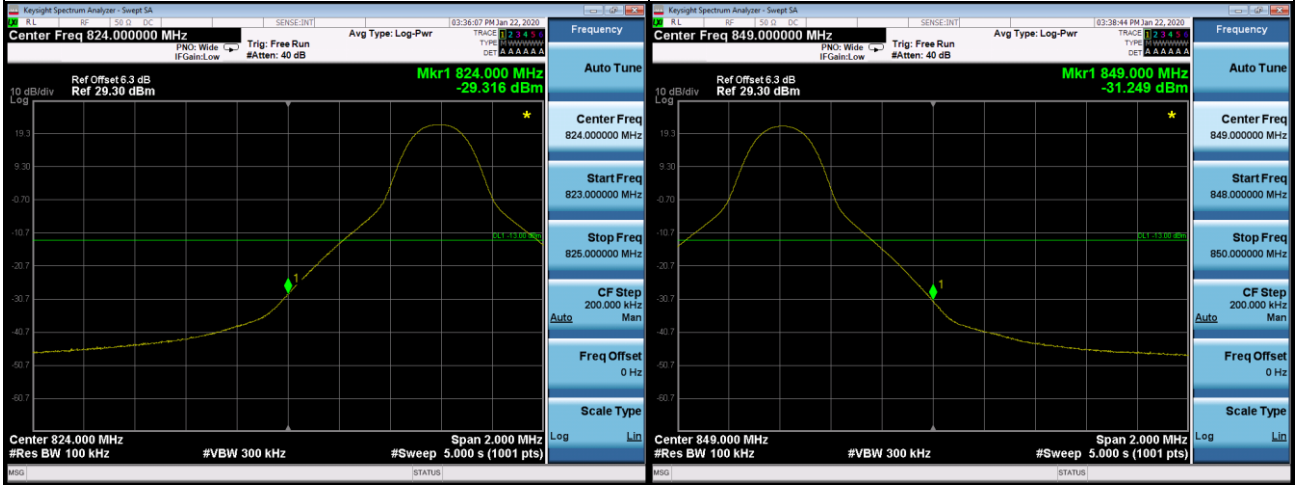 Keysight Spectrum Analyzer - Swept SA
RL RF 50 Ω DC SENSE:INT 03:36:07 PM Jan 22, 2020
Center Freq 824.000000 MHz
PNO: Wide
IFGain:Low
Trig: Free Run
#Atten: 40 dB
Avg Type: Log-Pwr
TRACE 1 2 3 4 5 6
TYPE
DET A A A A A A
Ref Offset 6.3 dB
10 dB/div Ref 29.30 dBm
Log
Mkr1 824.000 MHz
-29.316 dBm
19.3
9.30
-0.70
-10.7
DL1 -13.00 dBm
-20.7
1
-30.7
-40.7
-50.7
-60.7
Center 824.000 MHz Span 2.000 MHz
#Res BW 100 kHz #VBW 300 kHz #Sweep 5.000 s (1001 pts)
MSG STATUS
Frequency
Auto Tune
Center Freq
824.000000 MHz
Start Freq
823.000000 MHz
Stop Freq
825.000000 MHz
CF Step
200.000 kHz
Auto Man
Freq Offset
0 Hz
Scale Type
Log Lin
Keysight Spectrum Analyzer - Swept SA
RL RF 50 Ω DC SENSE:INT 03:38:44 PM Jan 22, 2020
Center Freq 849.000000 MHz
PNO: Wide
IFGain:Low
Trig: Free Run
#Atten: 40 dB
Avg Type: Log-Pwr
TRACE 1 2 3 4 5 6
TYPE
DET A A A A A A
Ref Offset 6.3 dB
10 dB/div Ref 29.30 dBm
Log
Mkr1 849.000 MHz
-31.249 dBm
19.3
9.30
-0.70
-10.7
DL1 -13.00 dBm
-20.7
1
-30.7
-40.7
-50.7
-60.7
Center 849.000 MHz Span 2.000 MHz
#Res BW 100 kHz #VBW 300 kHz #Sweep 5.000 s (1001 pts)
MSG STATUS
Frequency
Auto Tune
Center Freq
849.000000 MHz
Start Freq
848.000000 MHz
Stop Freq
850.000000 MHz
CF Step
200.000 kHz
Auto Man
Freq Offset
0 Hz
Scale Type
Log Lin